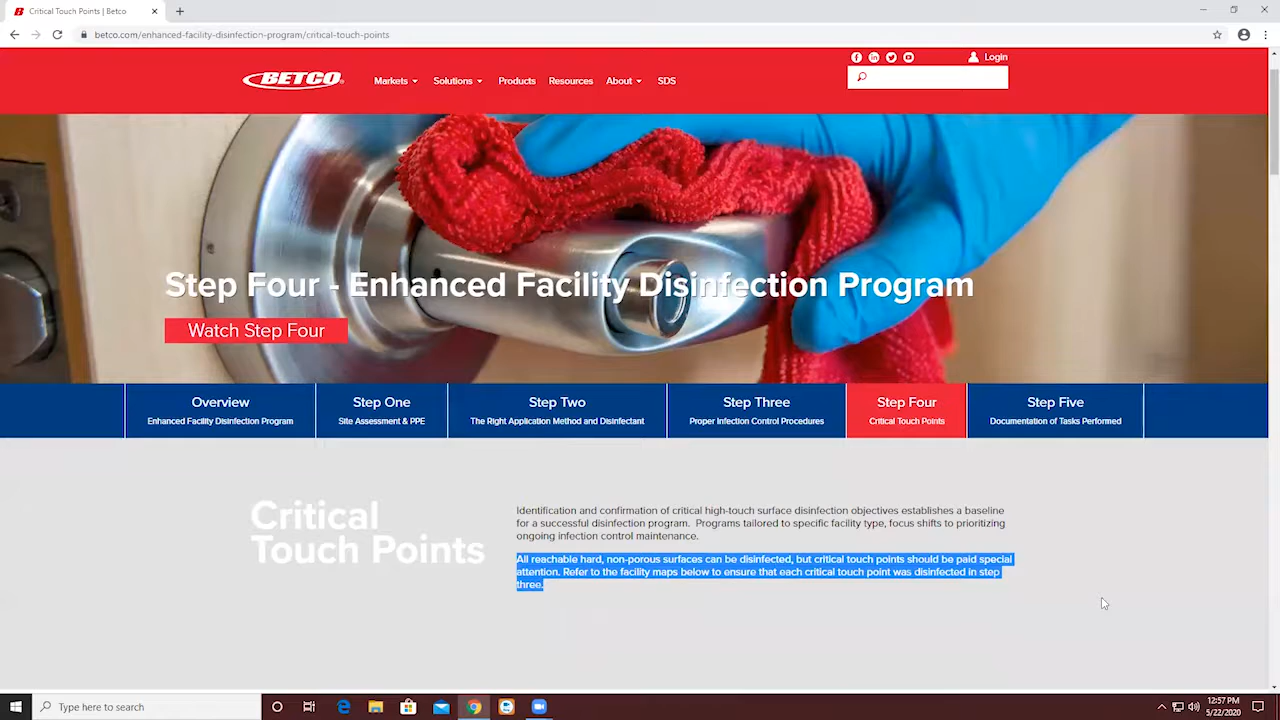 Critical Touch Points | Betco
betco.com/enhanced-facility-disinfection-program/critical-touch-points
Login
BETCO
Markets
Solutions
Products
Resources
About
SDS
Step Four - Enhanced Facility Disinfection Program
Watch Step Four
Overview
Enhanced Facility Disinfection Program
Step One
Site Assessment & PPE
Step Two
The Right Application Method and Disinfectant
Step Three
Proper Infection Control Procedures
Step Four
Critical Touch Points
Step Five
Documentation of Tasks Performed
Critical
Touch Points
Identification and confirmation of critical high-touch surface disinfection objectives establishes a baseline
for a successful disinfection program. Programs tailored to specific facility type, focus shifts to prioritizing
ongoing infection control maintenance.
All reachable hard, non-porous surfaces can be disinfected, but critical touch points should be paid special
attention. Refer to the facility maps below to ensure that each critical touch point was disinfected in step
three.
Type here to search
12:57 PM
5/22/2020